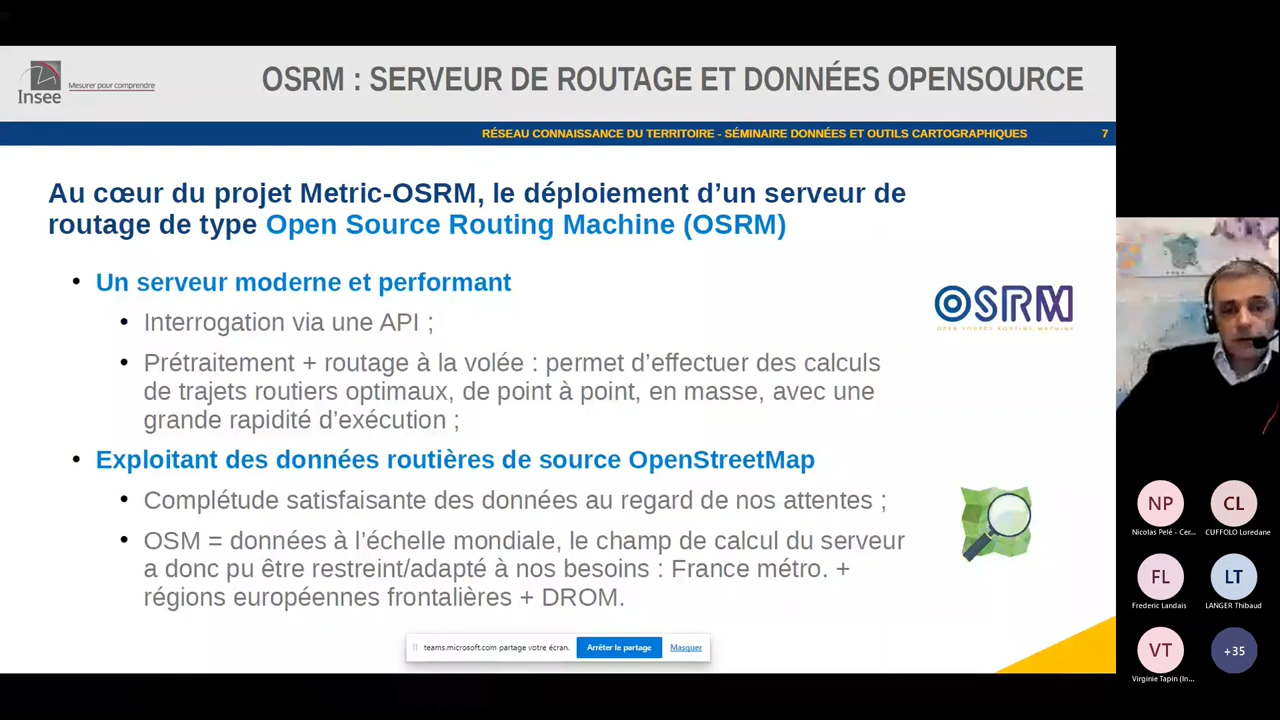 Insee
Mesurer pour comprendre
OSRM : SERVEUR DE ROUTAGE ET DONNÉES OPENSOURCE
RÉSEAU CONNAISSANCE DU TERRITOIRE - SÉMINAIRE DONNÉES ET OUTILS CARTOGRAPHIQUES
7
Au cœur du projet Metric-OSRM, le déploiement d’un serveur de
routage de type Open Source Routing Machine (OSRM)
• Un serveur moderne et performant
• Interrogation via une API ;
• Prétraitement + routage à la volée : permet d’effectuer des calculs
de trajets routiers optimaux, de point à point, en masse, avec une
grande rapidité d’exécution ;
OSRM
OPEN SOURCE ROUTING MACHINE
• Exploitant des données routières de source OpenStreetMap
• Complétude satisfaisante des données au regard de nos attentes ;
• OSM = données à l’échelle mondiale, le champ de calcul du serveur
a donc pu être restreint/adapté à nos besoins : France métro. +
régions européennes frontalières + DROM.
teams.microsoft.com partage votre écran.
Arrêter le partage
Masquer
NP
Nicolas Pelé - Cer...
CL
CUFFOLO Loredane
FL
Frederic Landais
LT
LANGER Thibaud
VT
Virginie Tapin (In...
+35